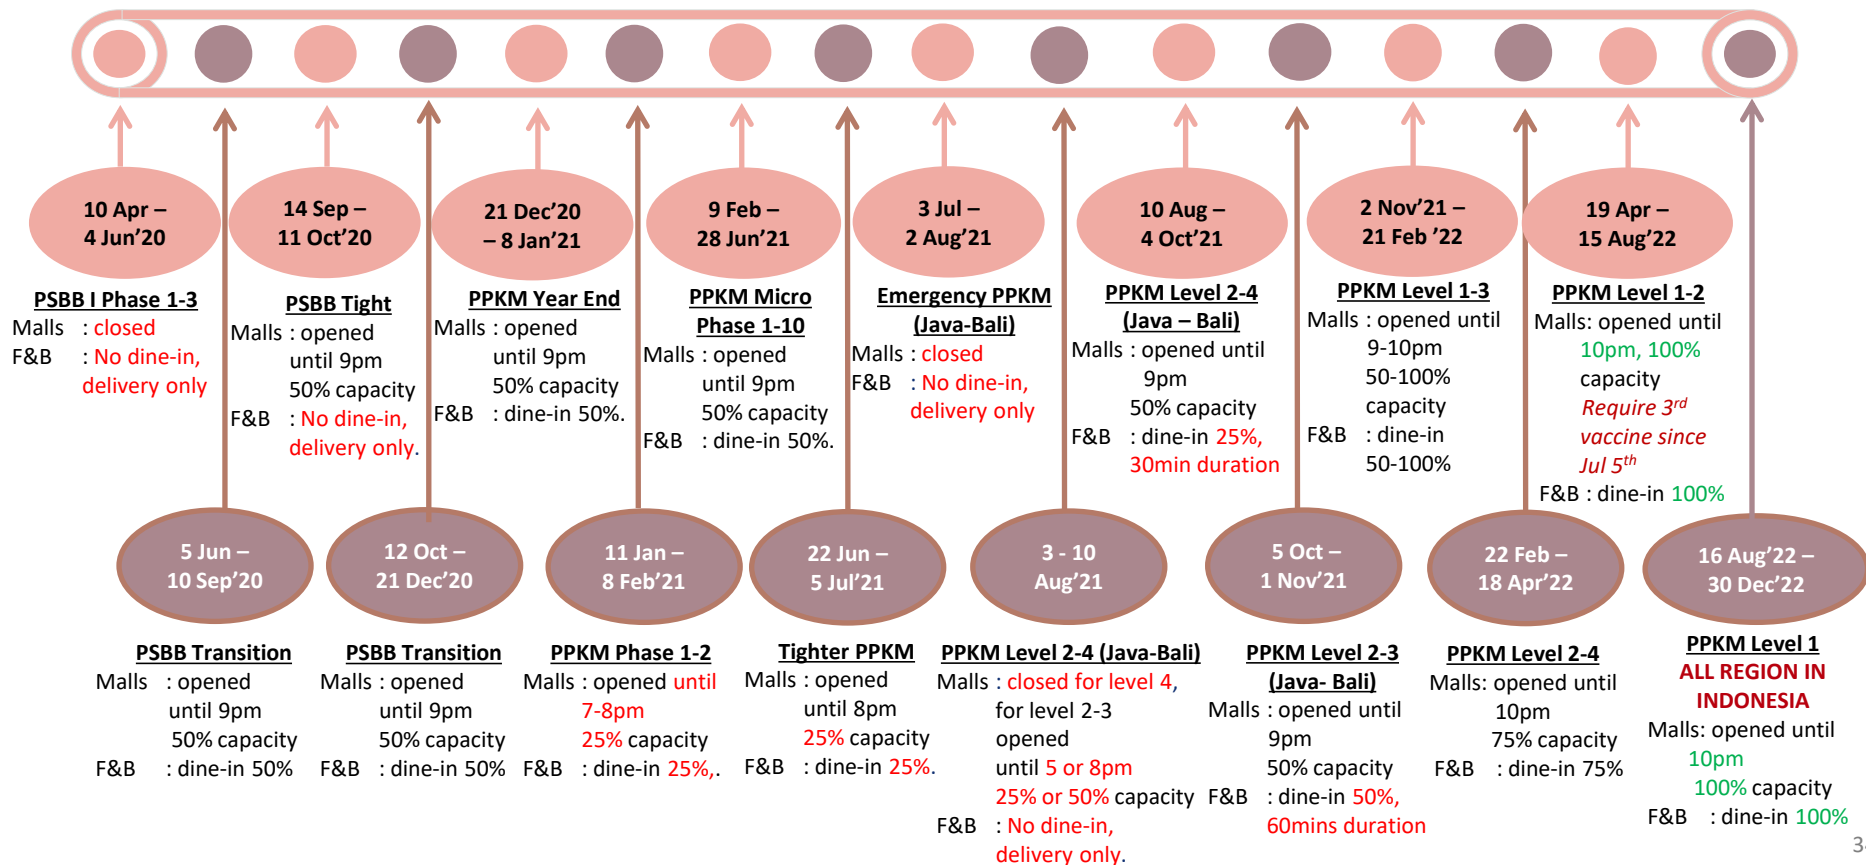 10 Apr –
4 Jun’20
PSBB I Phase 1-3
Malls : closed
F&B : No dine-in,
delivery only
14 Sep –
11 Oct’20
PSBB Tight
Malls : opened
until 9pm
50% capacity
F&B : No dine-in,
delivery only.
21 Dec’20
– 8 Jan’21
PPKM Year End
Malls : opened
until 9pm
50% capacity
F&B : dine-in 50%.
9 Feb –
28 Jun’21
PPKM Micro
Phase 1-10
Malls : opened
until 9pm
50% capacity
F&B : dine-in 50%.
3 Jul –
2 Aug’21
Emergency PPKM
(Java-Bali)
Malls : closed
F&B : No dine-in,
delivery only
10 Aug –
4 Oct’21
PPKM Level 2-4
(Java – Bali)
Malls : opened until
9pm
50% capacity
F&B : dine-in 25%,
30min duration
2 Nov’21 –
21 Feb ’22
PPKM Level 1-3
Malls : opened until
9-10pm
50-100%
capacity
F&B : dine-in
50-100%
19 Apr –
15 Aug’22
PPKM Level 1-2
Malls: opened until
10pm, 100%
capacity
Require 3rd
vaccine since
Jul 5th
F&B : dine-in 100%
5 Jun –
10 Sep’20
PSBB Transition
Malls : opened
until 9pm
50% capacity
F&B : dine-in 50%
12 Oct –
21 Dec’20
PSBB Transition
Malls : opened
until 9pm
50% capacity
F&B : dine-in 50%
11 Jan –
8 Feb’21
PPKM Phase 1-2
Malls : opened until
7-8pm
25% capacity
F&B : dine-in 25%,.
22 Jun –
5 Jul’21
Tighter PPKM
Malls : opened
until 8pm
25% capacity
F&B : dine-in 25%.
3 - 10
Aug’21
PPKM Level 2-4 (Java-Bali)
Malls : closed for level 4,
for level 2-3
opened
until 5 or 8pm
25% or 50% capacity
F&B : No dine-in,
delivery only.
5 Oct –
1 Nov’21
PPKM Level 2-3
(Java- Bali)
Malls : opened until
9pm
50% capacity
F&B : dine-in 50%,
60mins duration
22 Feb –
18 Apr’22
PPKM Level 2-4
Malls: opened until
10pm
75% capacity
F&B : dine-in 75%
16 Aug’22 –
30 Dec’22
PPKM Level 1
ALL REGION IN
INDONESIA
Malls: opened until
10pm
100% capacity
F&B : dine-in 100%